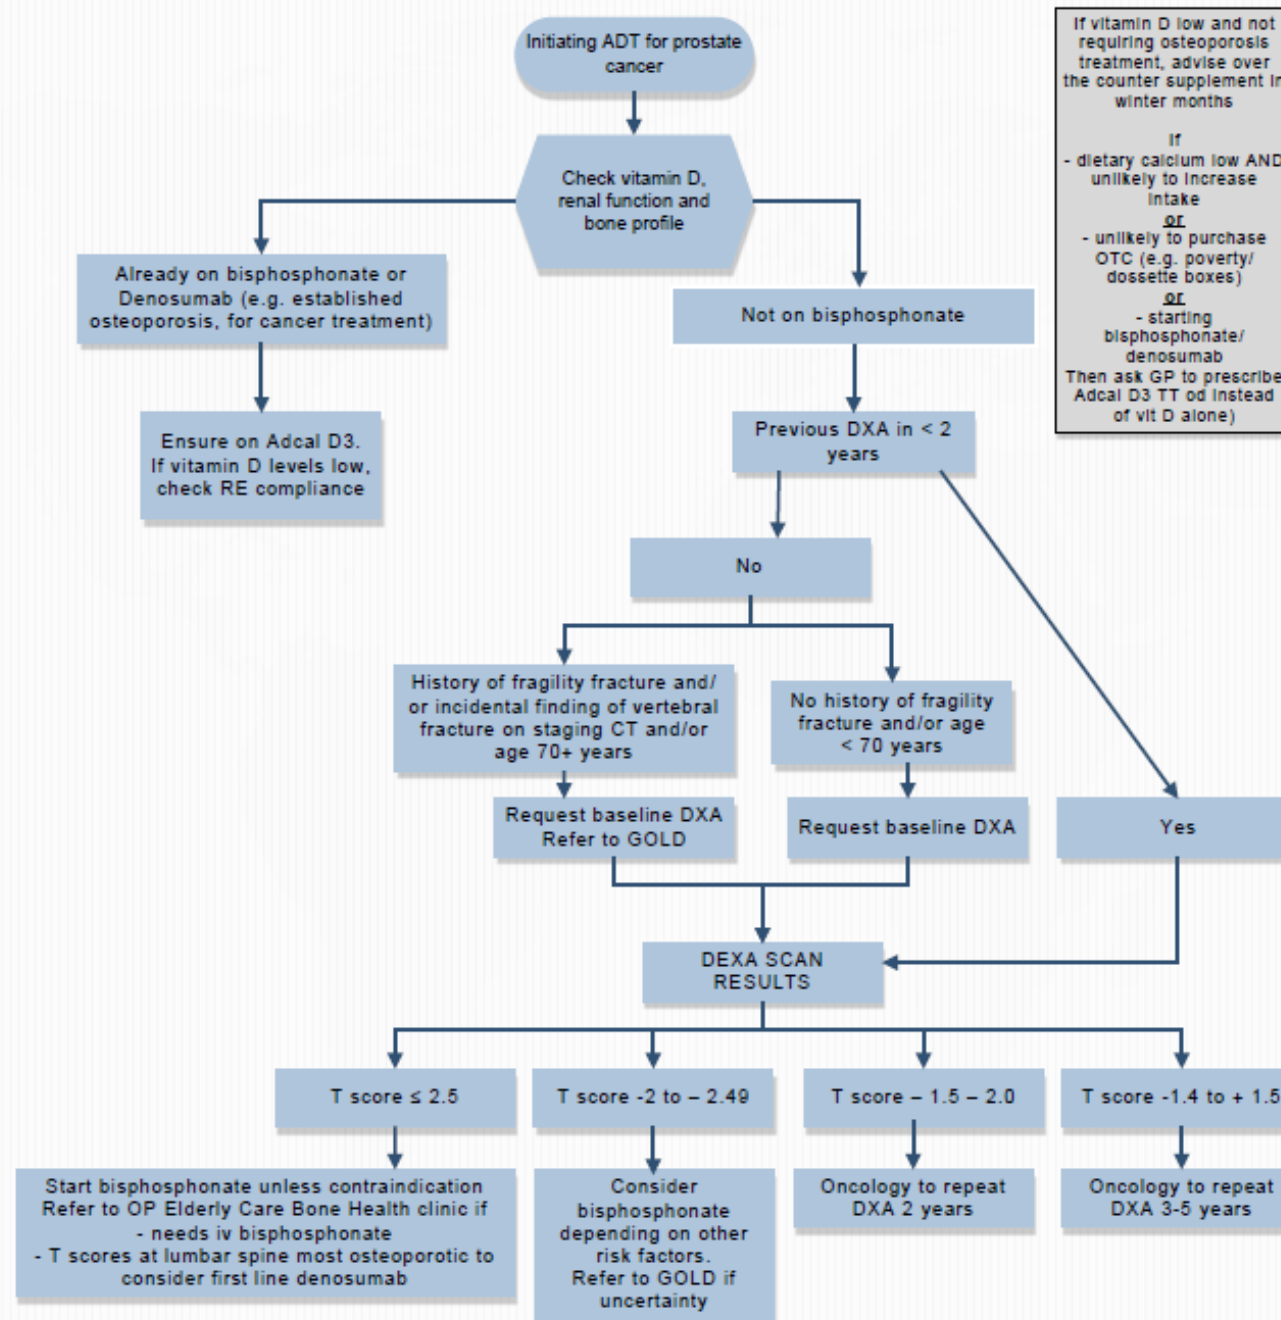 Initiating ADT for prostate
cancer
If vitamin D low and not
requiring osteoporosis
treatment, advise over
the counter supplement in
winter months
If
- dietary calcium low AND
unlikely to increase
intake
or
- unlikely to purchase
OTC (e.g. poverty/
dossette boxes)
or
- starting
bisphosphonate/
denosumab
Then ask GP to prescribe
Adcal D3 TT od instead
of vit D alone)
Check vitamin D,
renal function and
bone profile
Already on bisphosphonate or
Denosumab (e.g. established
osteoporosis, for cancer treatment)
Not on bisphosphonate
Ensure on Adcal D3.
If vitamin D levels low,
check RE compliance
Previous DXA in < 2
years
No
History of fragility fracture and/
or incidental finding of vertebral
fracture on staging CT and/or
age 70+ years
No history of fragility
fracture and/or age
< 70 years
Request baseline DXA
Refer to GOLD
Request baseline DXA
Yes
DEXA SCAN
RESULTS
T score ≤ 2.5
T score -2 to – 2.49
T score – 1.5 – 2.0
T score -1.4 to + 1.5
Start bisphosphonate unless contraindication
Refer to OP Elderly Care Bone Health clinic if
- needs iv bisphosphonate
- T scores at lumbar spine most osteoporotic to
consider first line denosumab
Consider
bisphosphonate
depending on other
risk factors.
Refer to GOLD if
uncertainty
Oncology to repeat
DXA 2 years
Oncology to repeat
DXA 3-5 years